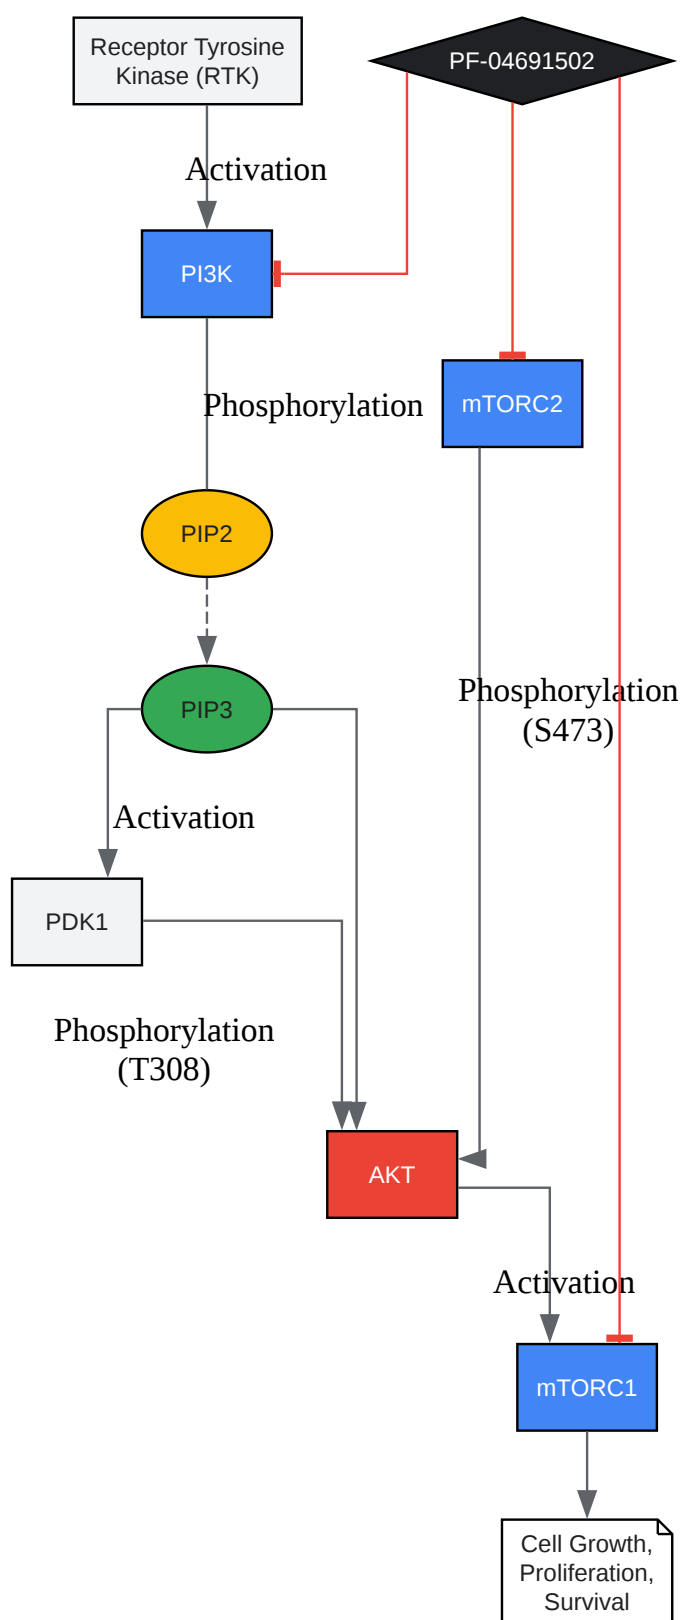 Receptor Tyrosine
Kinase (RTK)
PF-04691502
Activation
PI3K
Phosphorylation
mTORC2
PIP2
Phosphorylation
(S473)
PIP3
Activation
PDK1
Phosphorylation
(T308)
AKT
Activation
mTORC1
Cell Growth,
Proliferation,
Survival